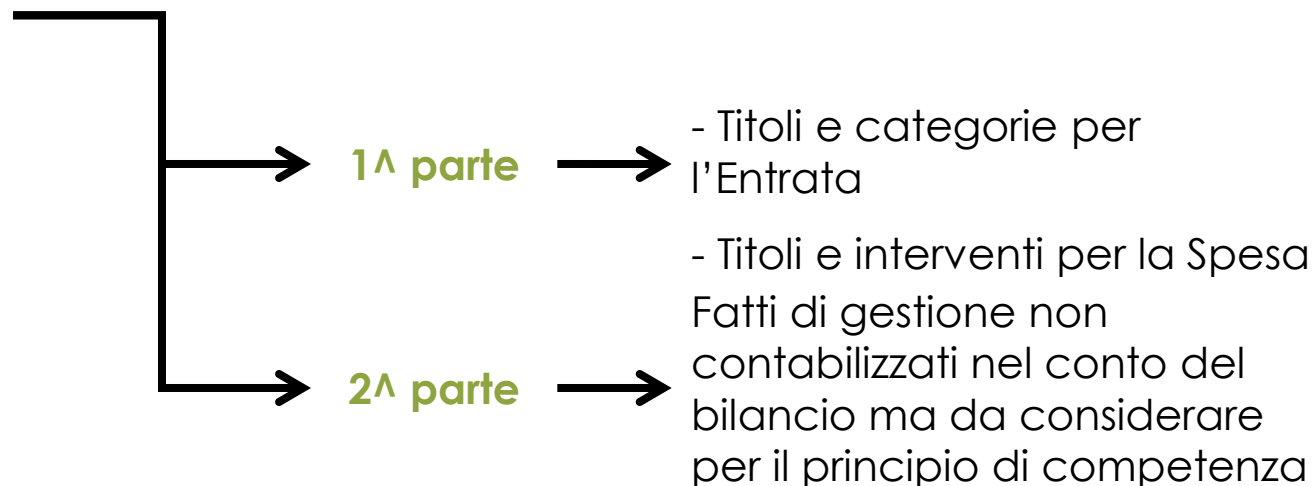 1^ parte
- Titoli e categorie per
l’Entrata
- Titoli e interventi per la Spesa
2^ parte
Fatti di gestione non
contabilizzati nel conto del
bilancio ma da considerare
per il principio di competenza